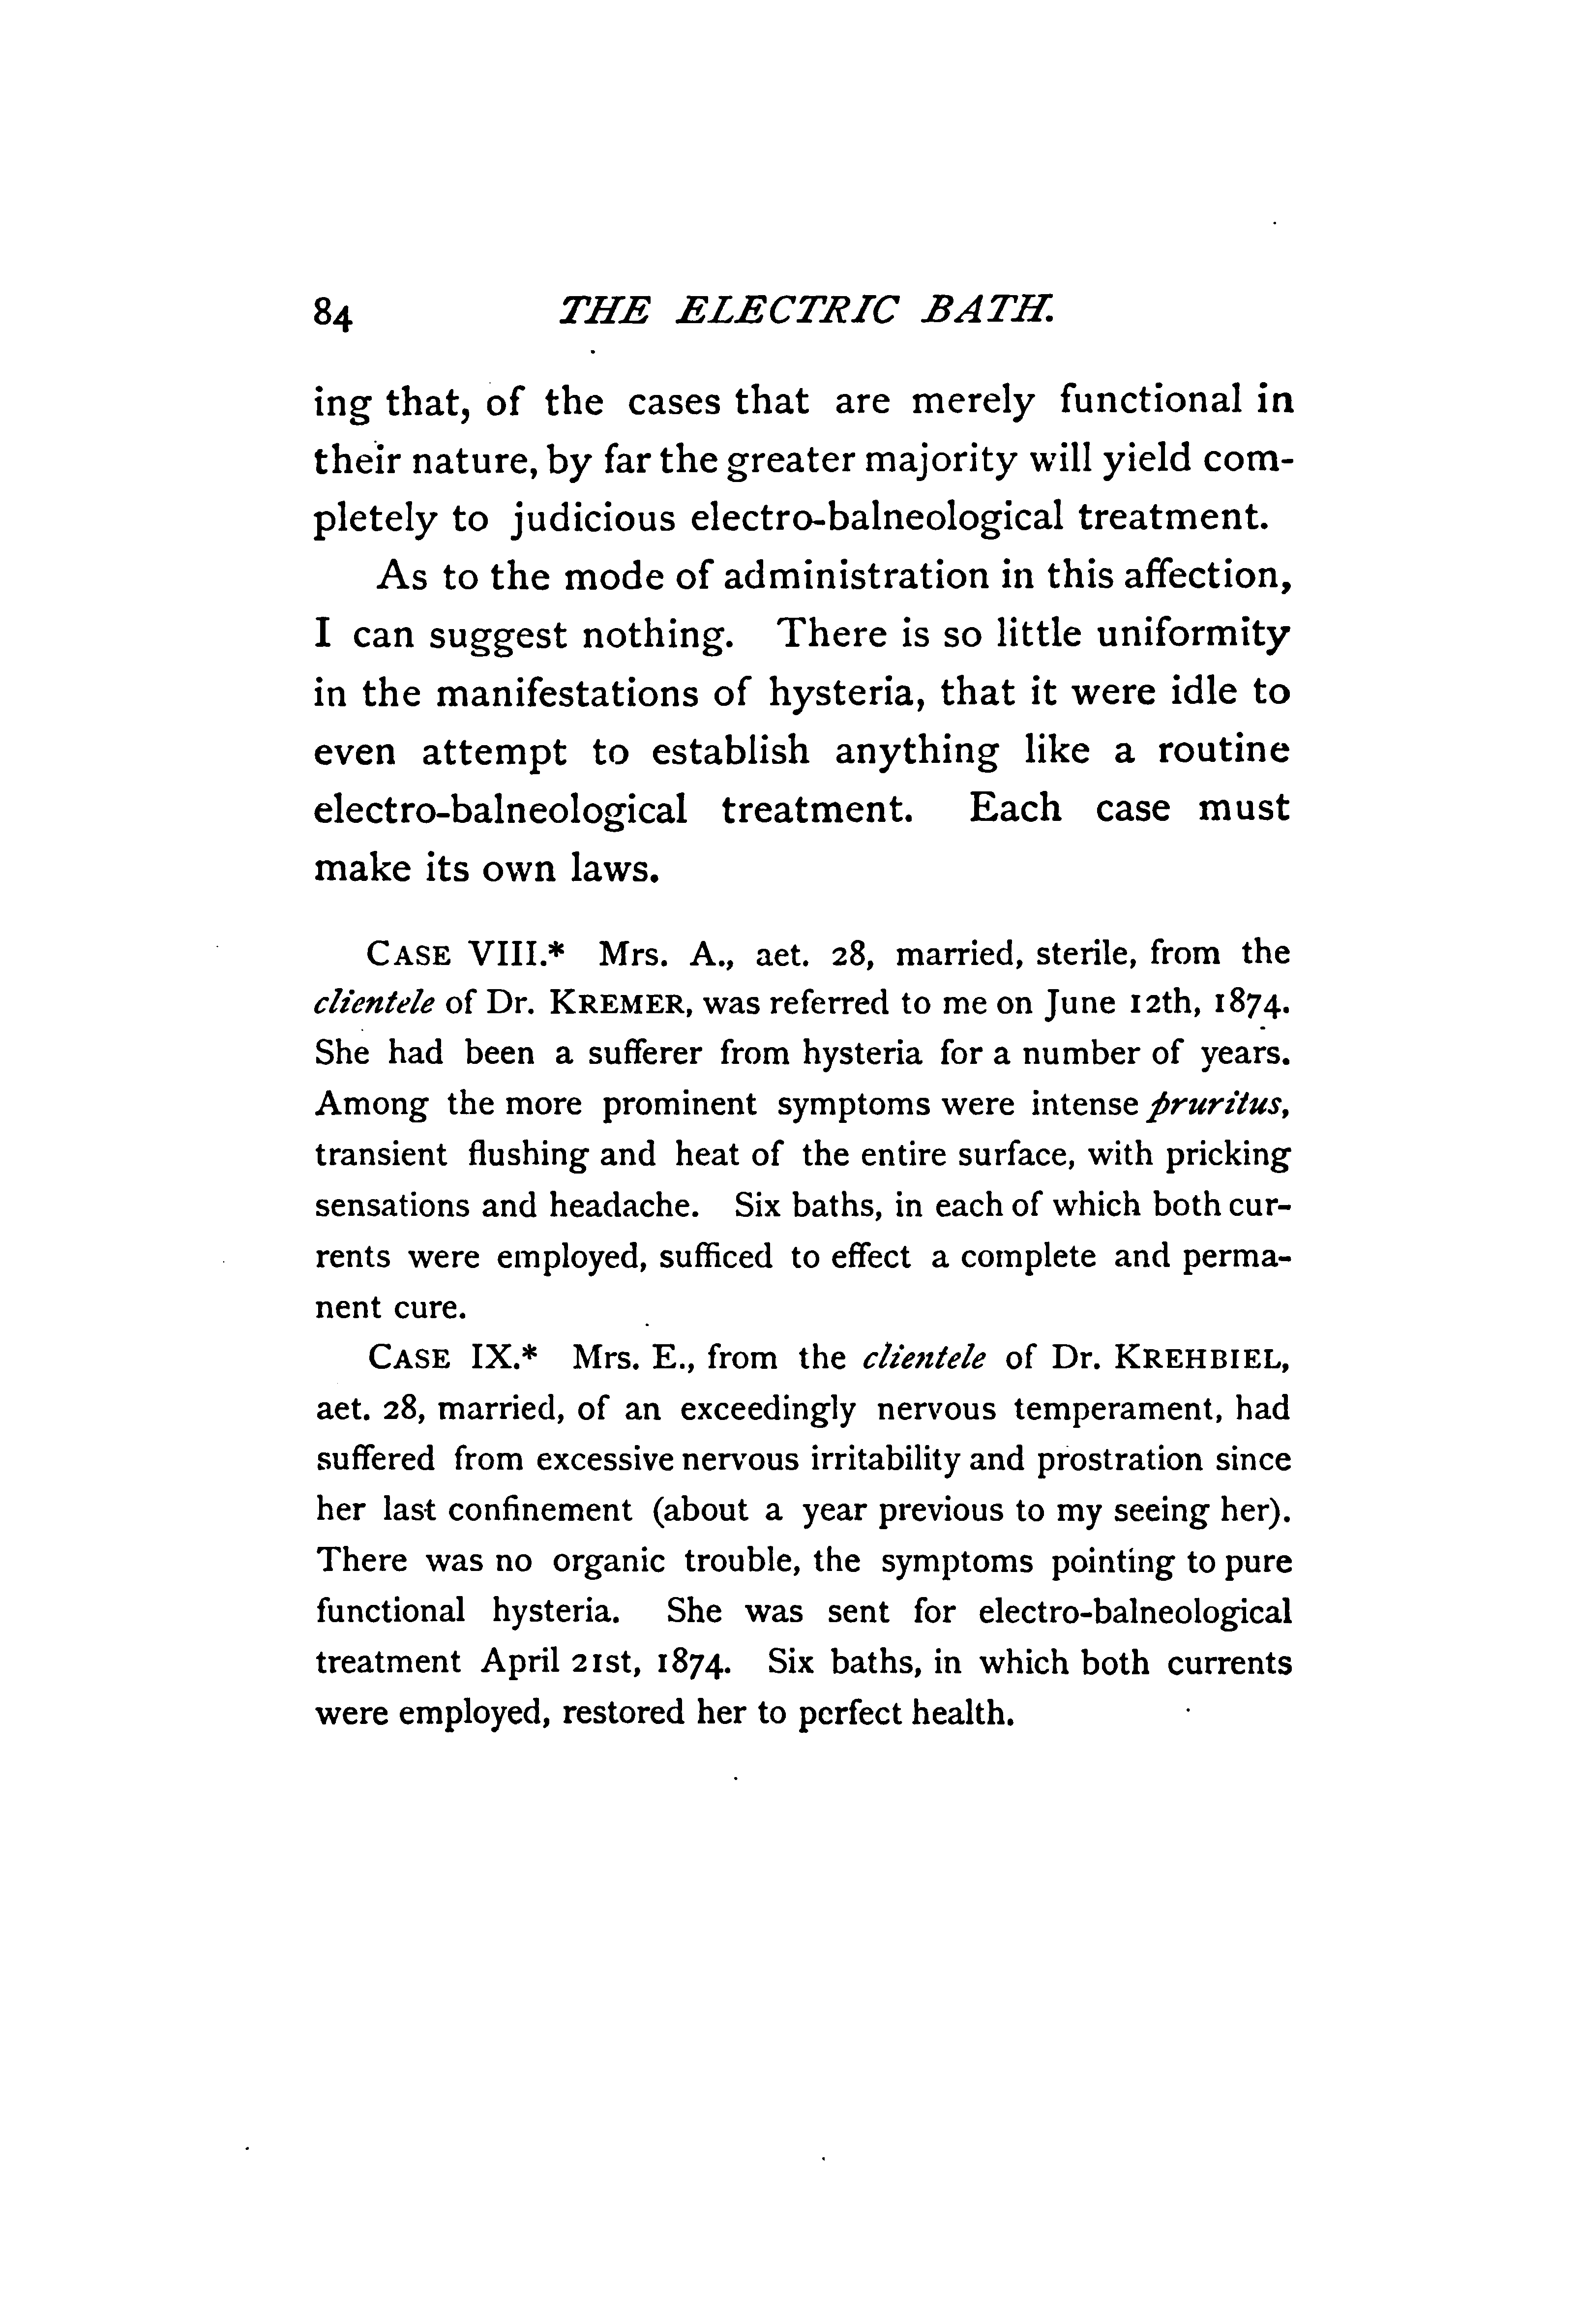 84 THE ELECTRIC BATH.
ing that, of the cases that are merely functional in
their nature, by far the greater majority will yield com-
pletely to judicious electro-balneological treatment.
As to the mode of administration in this affection,
I can suggest nothing. There is so little uniformity
in the manifestations of hysteria, that it were idle to
even attempt to establish anything like a routine
electro-balneological treatment. Each case must
make its own laws.
CASE VIII.* Mrs. A., aet. 28, married, sterile, from the
clientele of Dr. KREMER, was referred to me on June 12th, 1874.
She had been a sufferer from hysteria for a number of years.
Among the more prominent symptoms were intense pruritus,
transient flushing and heat of the entire surface, with pricking
sensations and headache. Six baths, in each of which both cur-
rents were employed, sufficed to effect a complete and perma-
nent cure.
CASE IX.* Mrs. E., from the clientele of Dr. KREHBIEL,
aet. 28, married, of an exceedingly nervous temperament, had
suffered from excessive nervous irritability and prostration since
her last confinement (about a year previous to my seeing her).
There was no organic trouble, the symptoms pointing to pure
functional hysteria. She was sent for electro-balneological
treatment April 21st, 1874. Six baths, in which both currents
were employed, restored her to perfect health.